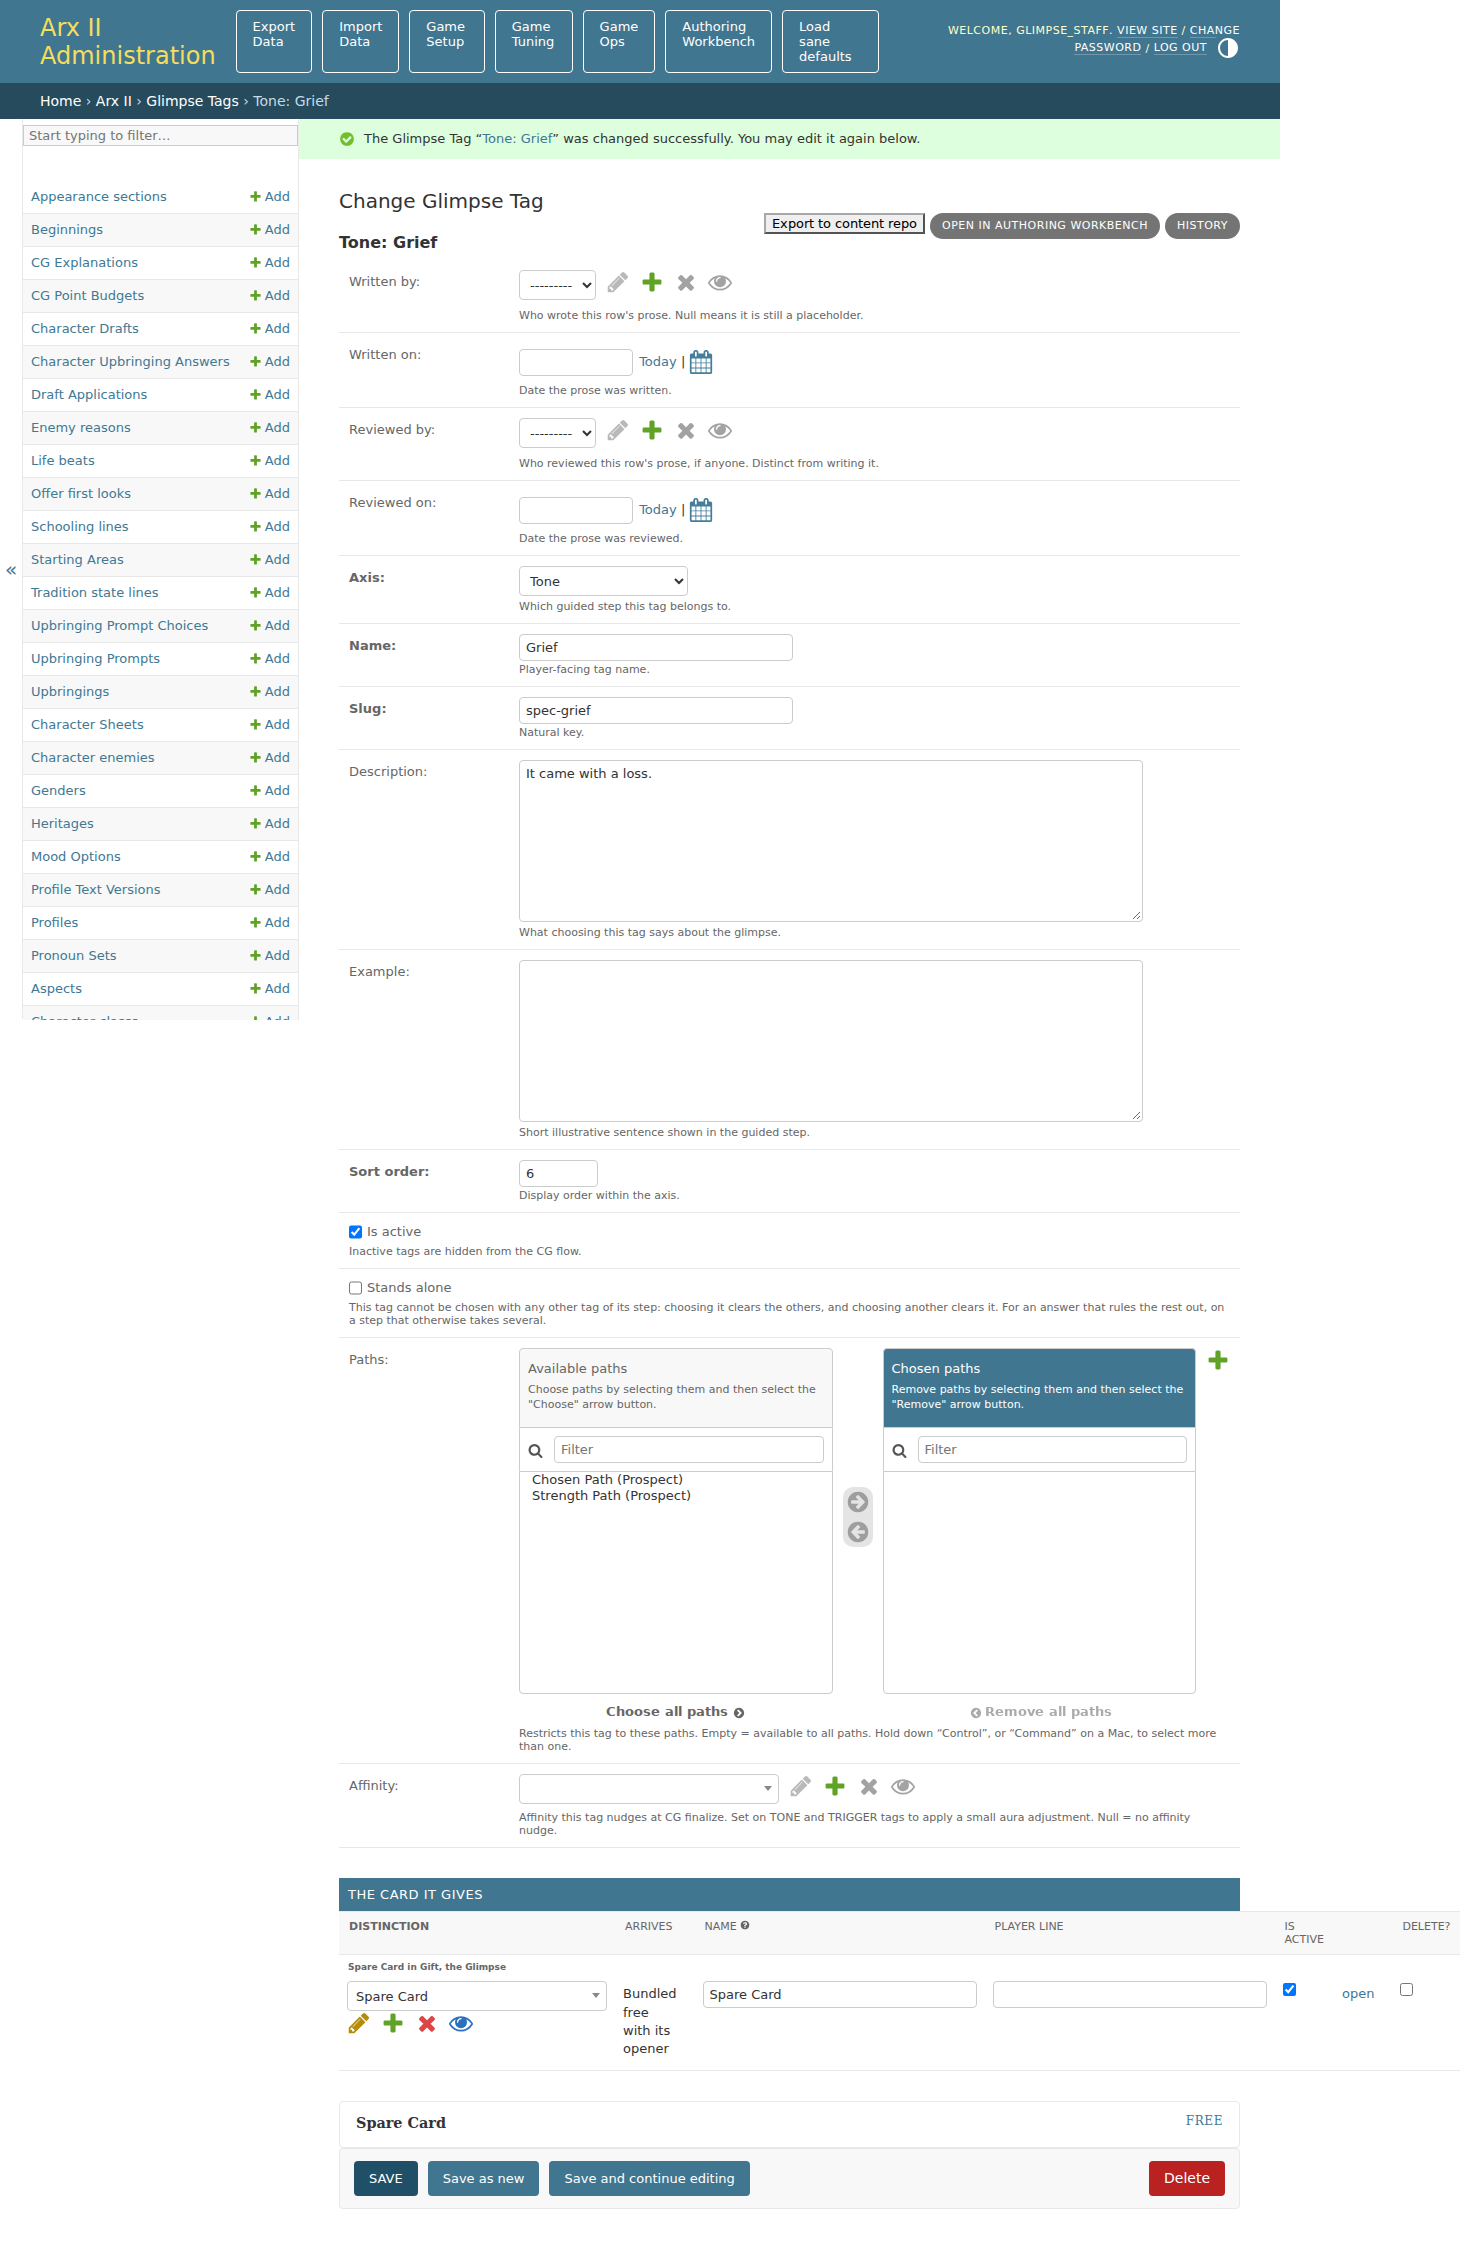 Arx II
Administration
Export
Data
Import
Data
Game
Setup
Game
Tuning
Game
Ops
Authoring
Workbench
Load
sane
defaults
WELCOME, GLIMPSE_STAFF. VIEW SITE / CHANGE
PASSWORD / LOG OUT
Home › Arx II › Glimpse Tags › Tone: Grief
Start typing to filter...
The Glimpse Tag “Tone: Grief” was changed successfully. You may edit it again below.
«
Appearance sections Add
Beginnings Add
CG Explanations Add
CG Point Budgets Add
Character Drafts Add
Character Upbringing Answers Add
Draft Applications Add
Enemy reasons Add
Life beats Add
Offer first looks Add
Schooling lines Add
Starting Areas Add
Tradition state lines Add
Upbringing Prompt Choices Add
Upbringing Prompts Add
Upbringings Add
Character Sheets Add
Character enemies Add
Genders Add
Heritages Add
Mood Options Add
Profile Text Versions Add
Profiles Add
Pronoun Sets Add
Aspects Add
Change Glimpse Tag
Export to content repo
OPEN IN AUTHORING WORKBENCH
HISTORY
Tone: Grief
Written by: ---------
Who wrote this row's prose. Null means it is still a placeholder.
Written on: Today |
Date the prose was written.
Reviewed by: ---------
Who reviewed this row's prose, if anyone. Distinct from writing it.
Reviewed on: Today |
Date the prose was reviewed.
Axis: Tone
Which guided step this tag belongs to.
Name: Grief
Player-facing tag name.
Slug: spec-grief
Natural key.
Description: It came with a loss.
What choosing this tag says about the glimpse.
Example:
Short illustrative sentence shown in the guided step.
Sort order: 6
Display order within the axis.
Is active
Inactive tags are hidden from the CG flow.
Stands alone
This tag cannot be chosen with any other tag of its step: choosing it clears the others, and choosing another clears it. For an answer that rules the rest out, on
a step that otherwise takes several.
Paths:
Available paths
Choose paths by selecting them and then select the
"Choose" arrow button.
Filter
Chosen Path (Prospect)
Strength Path (Prospect)
Choose all paths
Chosen paths
Remove paths by selecting them and then select the
"Remove" arrow button.
Filter
Remove all paths
Restricts this tag to these paths. Empty = available to all paths. Hold down “Control”, or “Command” on a Mac, to select more
than one.
Affinity:
Affinity this tag nudges at CG finalize. Set on TONE and TRIGGER tags to apply a small aura adjustment. Null = no affinity
nudge.
THE CARD IT GIVES
DISTINCTION ARRIVES NAME PLAYER LINE IS
ACTIVE DELETE?
Spare Card in Gift, the Glimpse
Spare Card
Bundled
free
with its
opener
Spare Card
open
Spare Card FREE
SAVE
Save as new
Save and continue editing
Delete